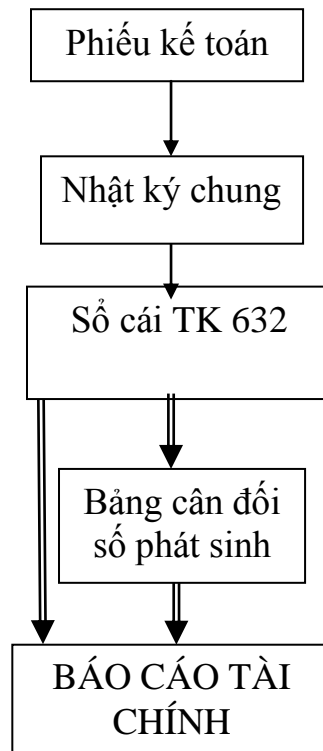 Phiếu kế toán
Nhật ký chung
Sổ cái TK 632
Bảng cân đối
số phát sinh
BÁO CÁO TÀI
CHÍNH